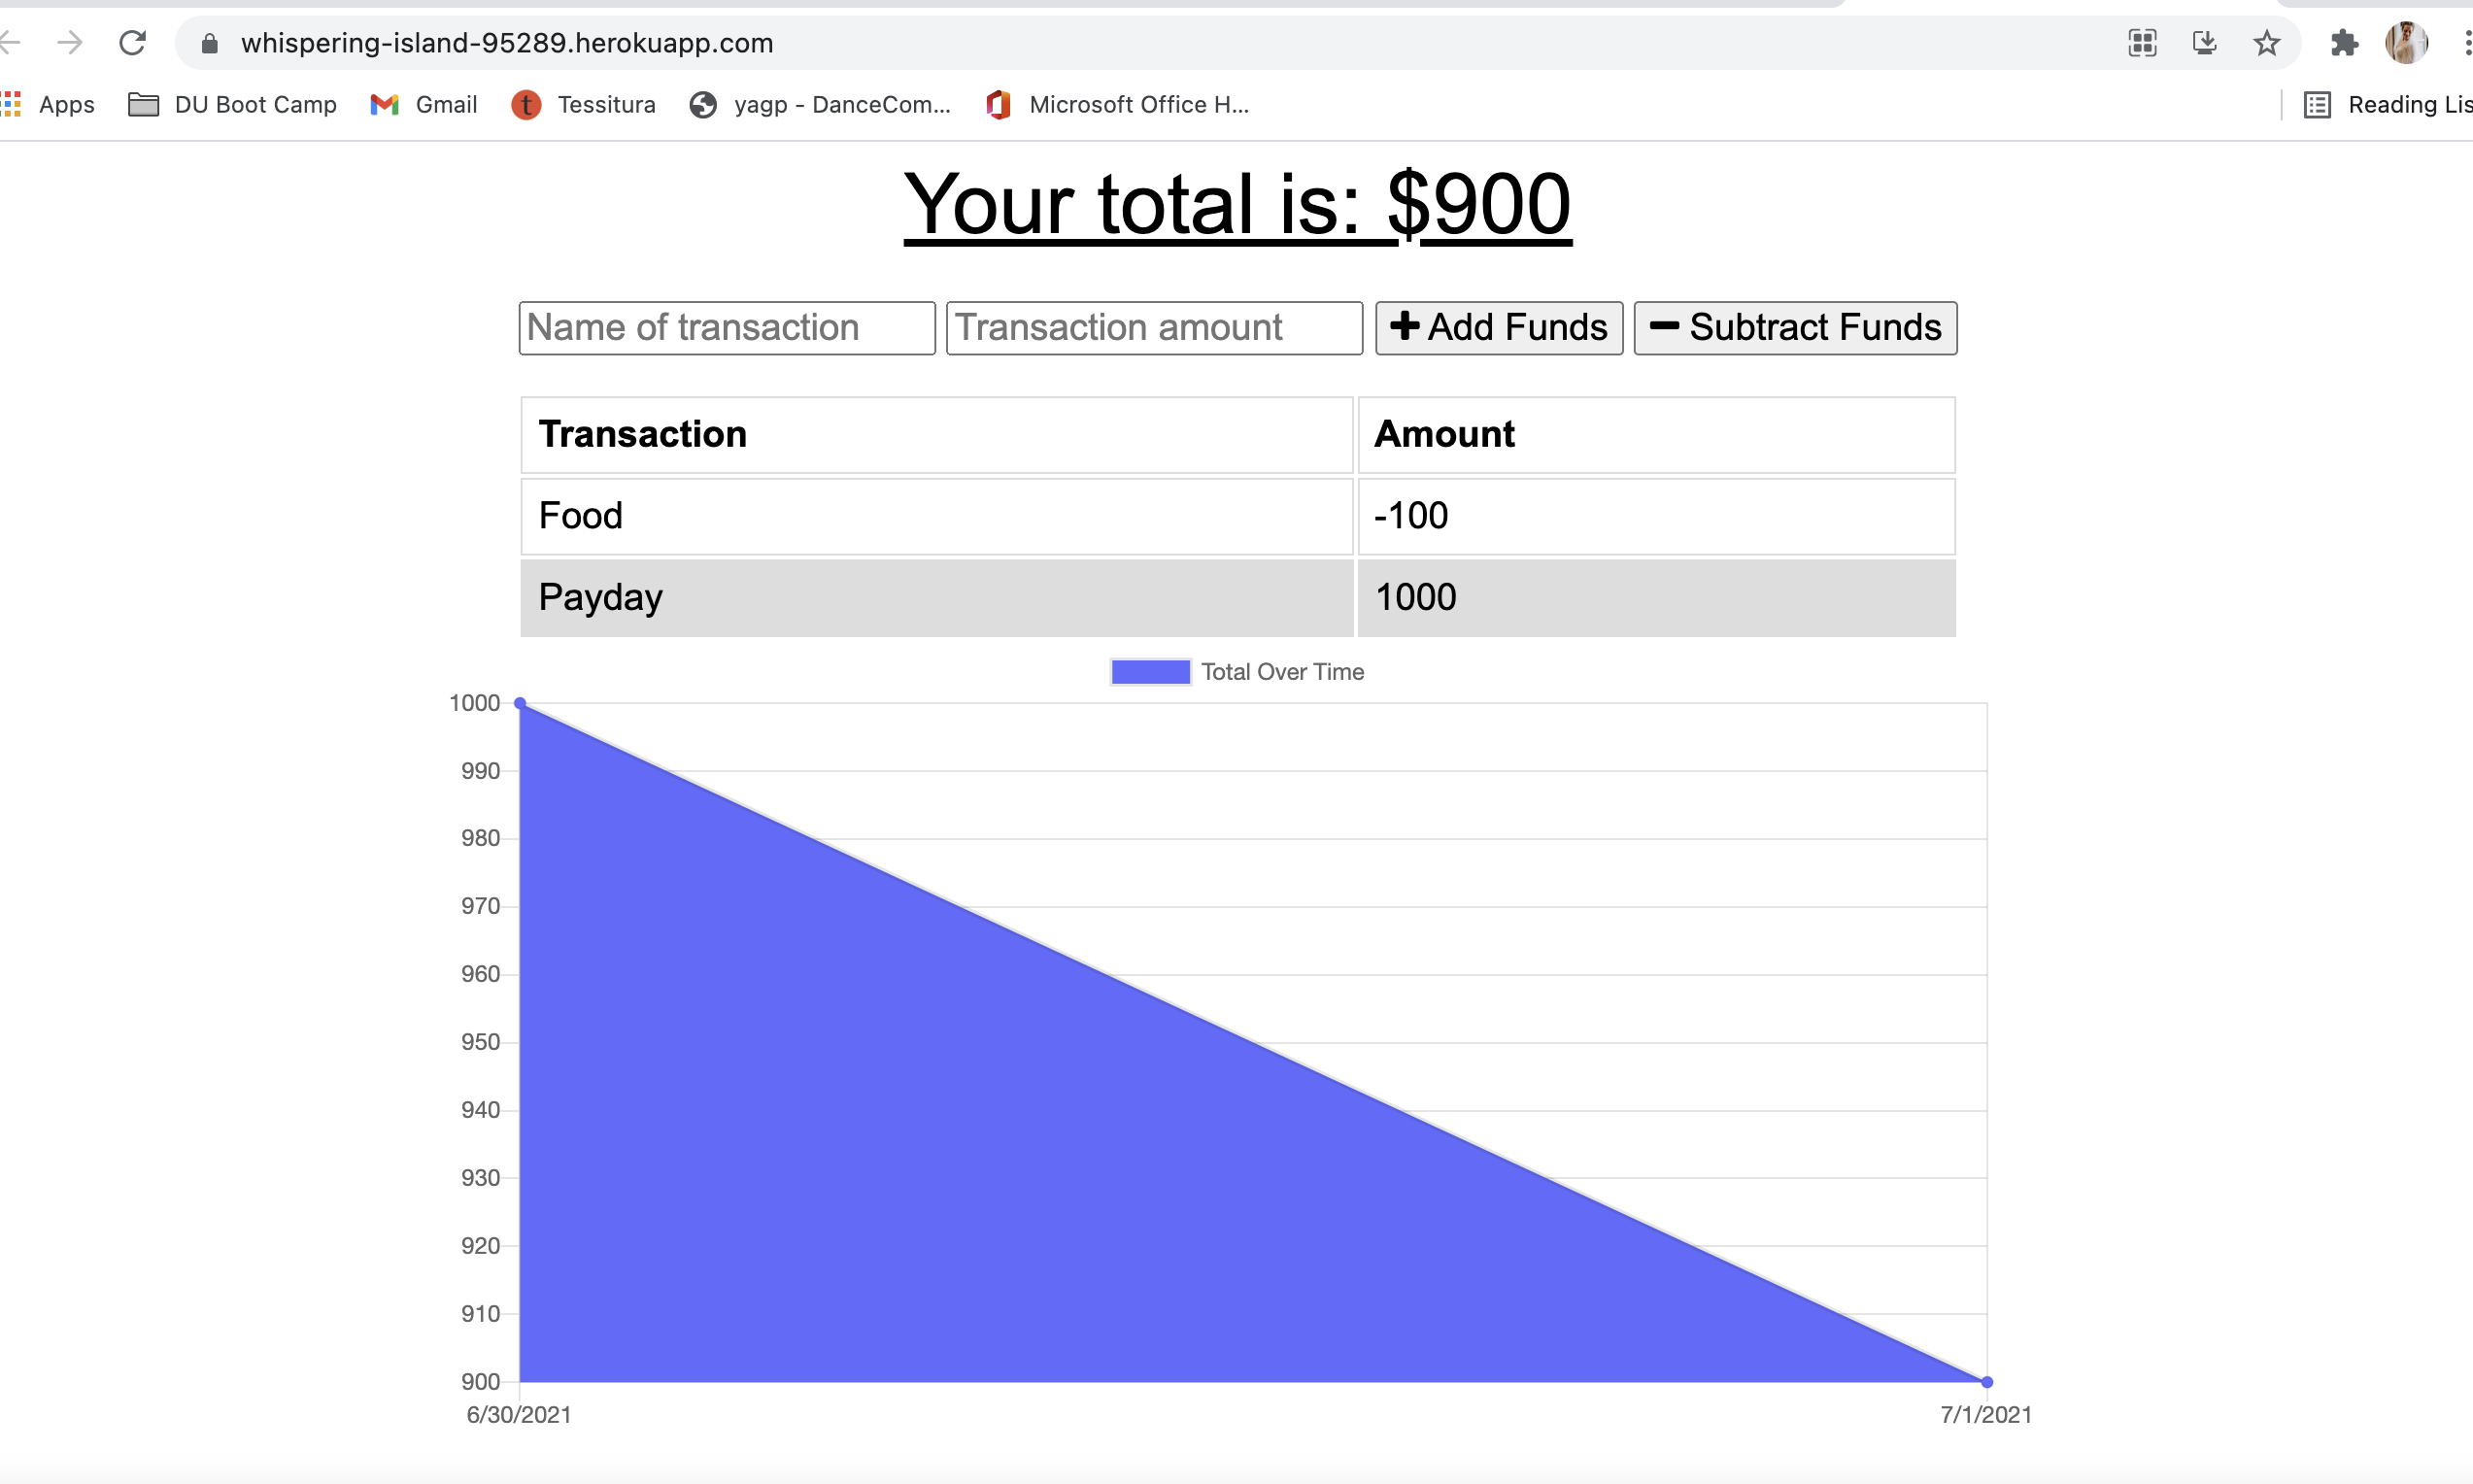 whispering-island-95289.herokuapp.com
Apps DU Boot Camp Gmail t Tessitura yagp - DanceCom... Microsoft Office H... Reading Lis
Your total is: $900
Name of transaction Transaction amount Add Funds Subtract Funds
Transaction Amount
Food -100
Payday 1000
Total Over Time
1000
990
980
970
960
950
940
930
920
910
900
6/30/2021 7/1/2021